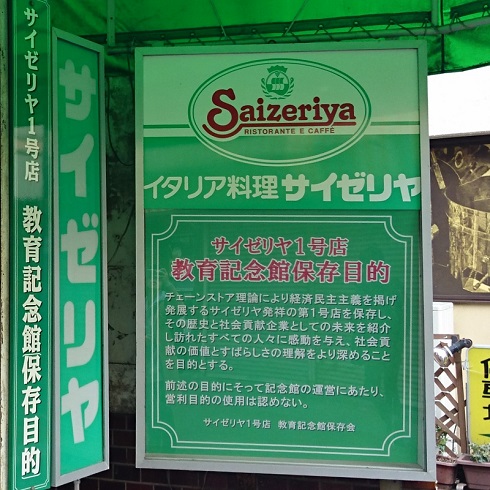 サイゼリヤ1号店 教育記念館保存目的
サイゼリヤ
Saizeriya
RISTORANTE E CAFFÈ
イタリア料理 サイゼリヤ
サイゼリヤ1号店
教育記念館保存目的
チェーンストア理論により経済民主主義を掲げ
発展するサイゼリヤ発祥の第1号店を保存し、
その歴史と社会貢献企業としての未来を紹介
し訪れたすべての人々に感動を与え、社会貢
献の価値とすばらしさの理解をより深めること
を目的とする。
前述の目的にそって記念館の運営にあたり、
営利目的の使用は認めない。
サイゼリヤ1号店 教育記念館保存会